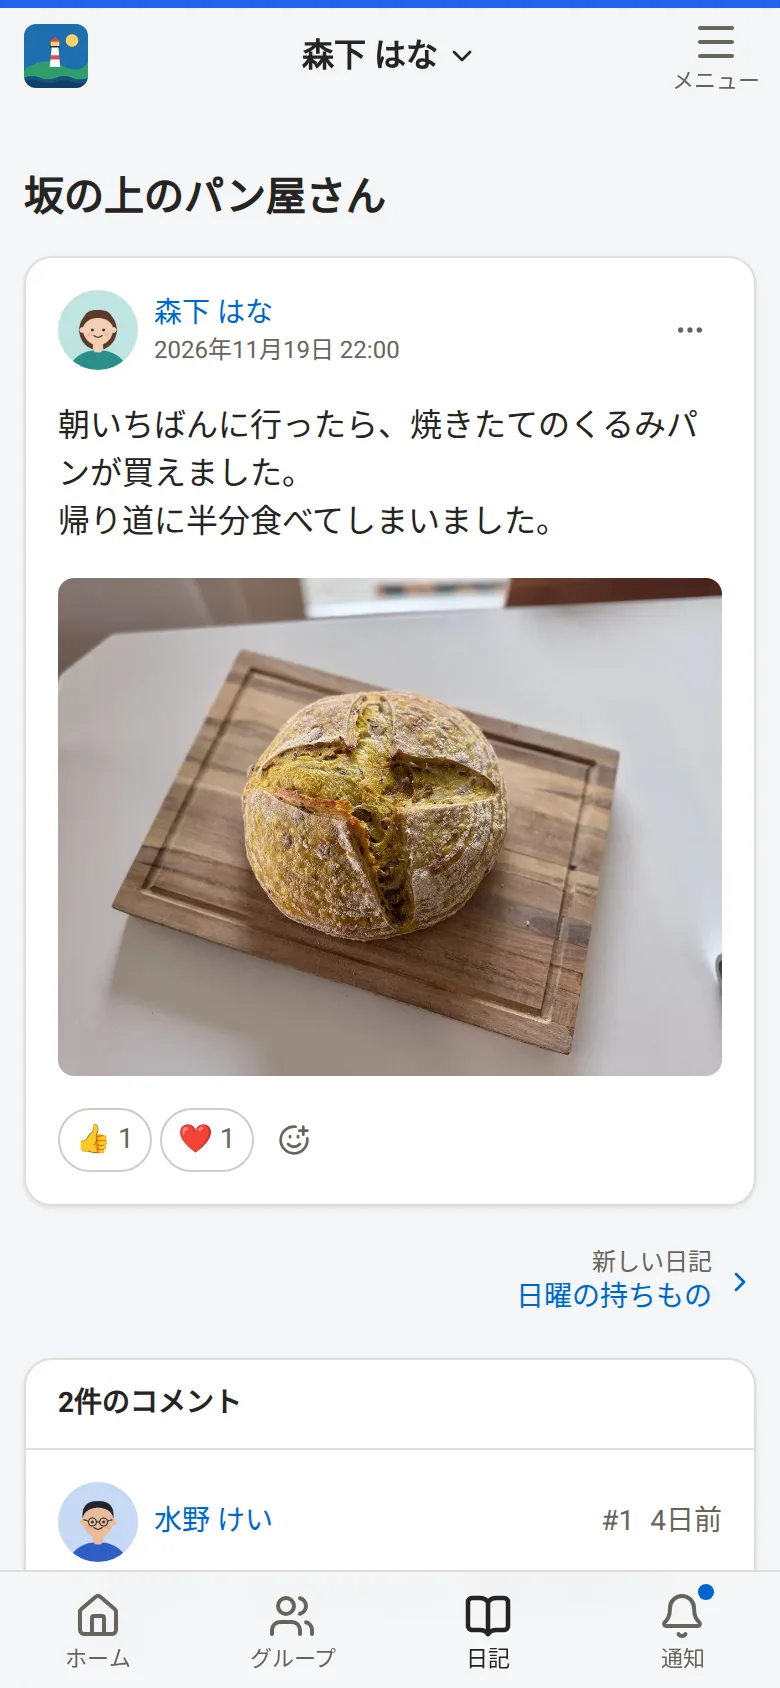 森下 はな
メニュー
坂の上のパン屋さん
森下 はな
2026年11月19日 22:00
朝いちばんに行ったら、焼きたてのくるみパ
ンが買えました。
帰り道に半分食べてしまいました。
👍 1
❤️ 1
新しい日記
日曜の持ちもの
2件のコメント
水野 けい
#1 4日前
ホーム
グループ
日記
通知